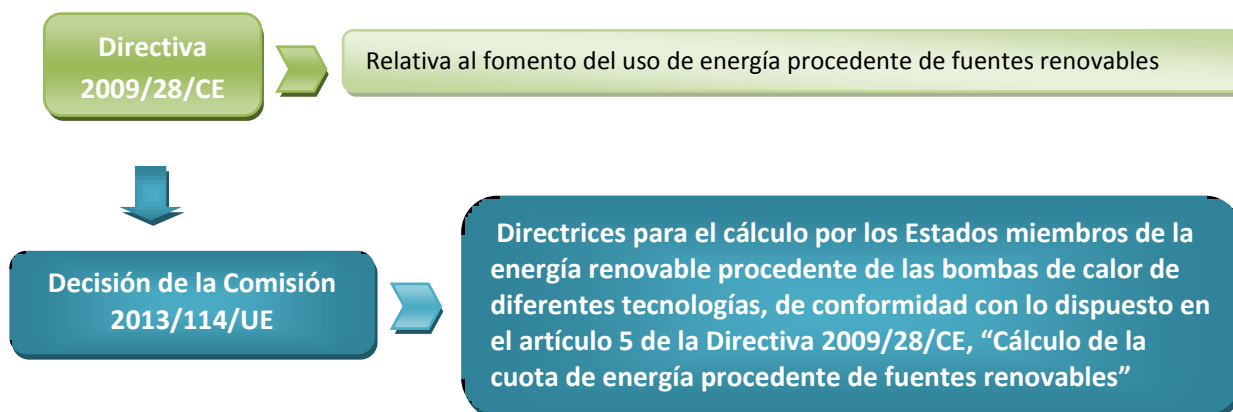 Directiva
2009/28/CE
Relativa al fomento del uso de energía procedente de fuentes renovables
Decisión de la Comisión
2013/114/UE
Directrices para el cálculo por los Estados miembros de la
energía renovable procedente de las bombas de calor de
diferentes tecnologías, de conformidad con lo dispuesto en
el artículo 5 de la Directiva 2009/28/CE, “Cálculo de la
cuota de energía procedente de fuentes renovables”